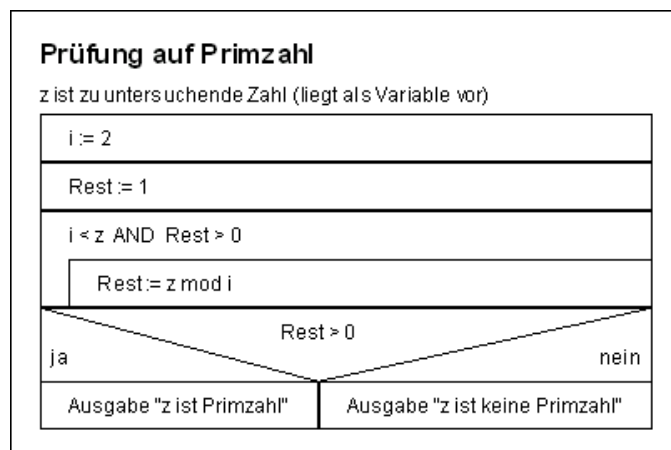 Prüfung auf Primzahl
z ist zu untersuchende Zahl (liegt als Variable vor)
i := 2
Rest := 1
i < z AND Rest > 0
Rest := z mod i
Rest > 0
ja
nein
Ausgabe "z ist Primzahl"
Ausgabe "z ist keine Primzahl"